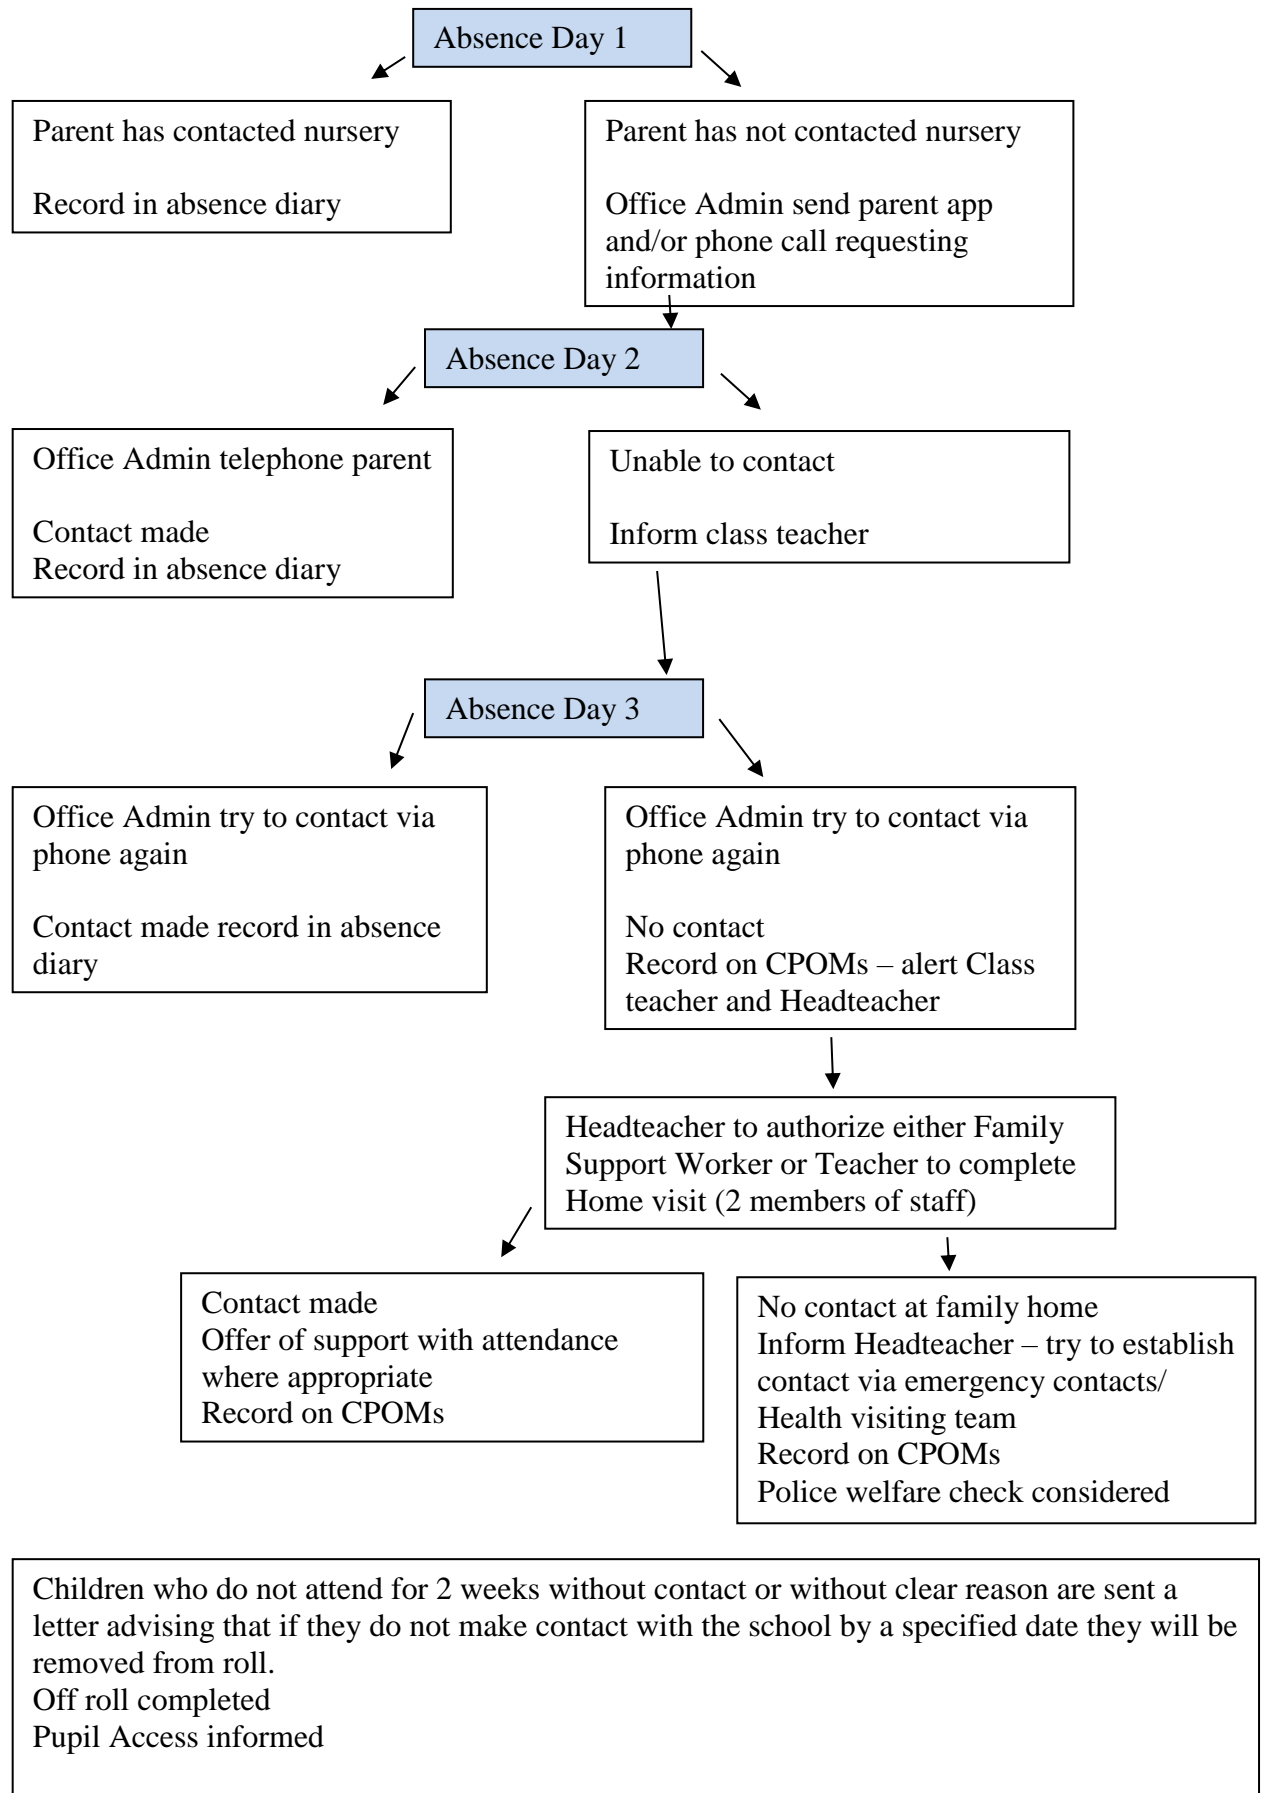 Absence Day 1
Parent has contacted nursery
Record in absence diary
Parent has not contacted nursery
Office Admin send parent app
and/or phone call requesting
information
Absence Day 2
Office Admin telephone parent
Contact made
Record in absence diary
Unable to contact
Inform class teacher
Absence Day 3
Office Admin try to contact via
phone again
Contact made record in absence
diary
Office Admin try to contact via
phone again
No contact
Record on CPOMs – alert Class
teacher and Headteacher
Headteacher to authorize either Family
Support Worker or Teacher to complete
Home visit (2 members of staff)
Contact made
Offer of support with attendance
where appropriate
Record on CPOMs
No contact at family home
Inform Headteacher – try to establish
contact via emergency contacts/
Health visiting team
Record on CPOMs
Police welfare check considered
Children who do not attend for 2 weeks without contact or without clear reason are sent a
letter advising that if they do not make contact with the school by a specified date they will be
removed from roll.
Off roll completed
Pupil Access informed